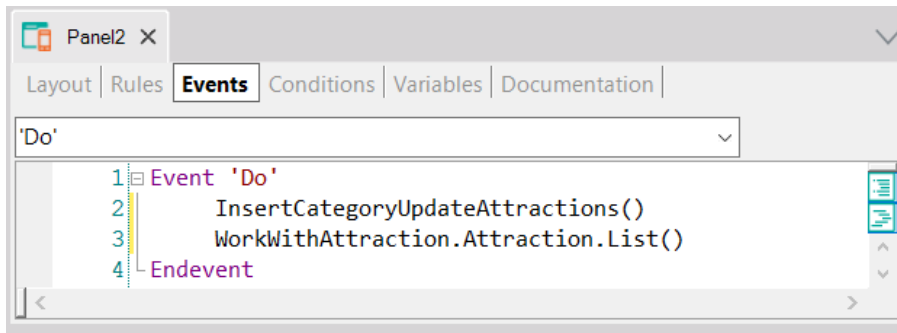 Panel2
Layout Rules Events Conditions Variables Documentation
'Do'
1 Event 'Do'
2 InsertCategoryUpdateAttractions()
3 WorkWithAttraction.Attraction.List()
4 Endevent